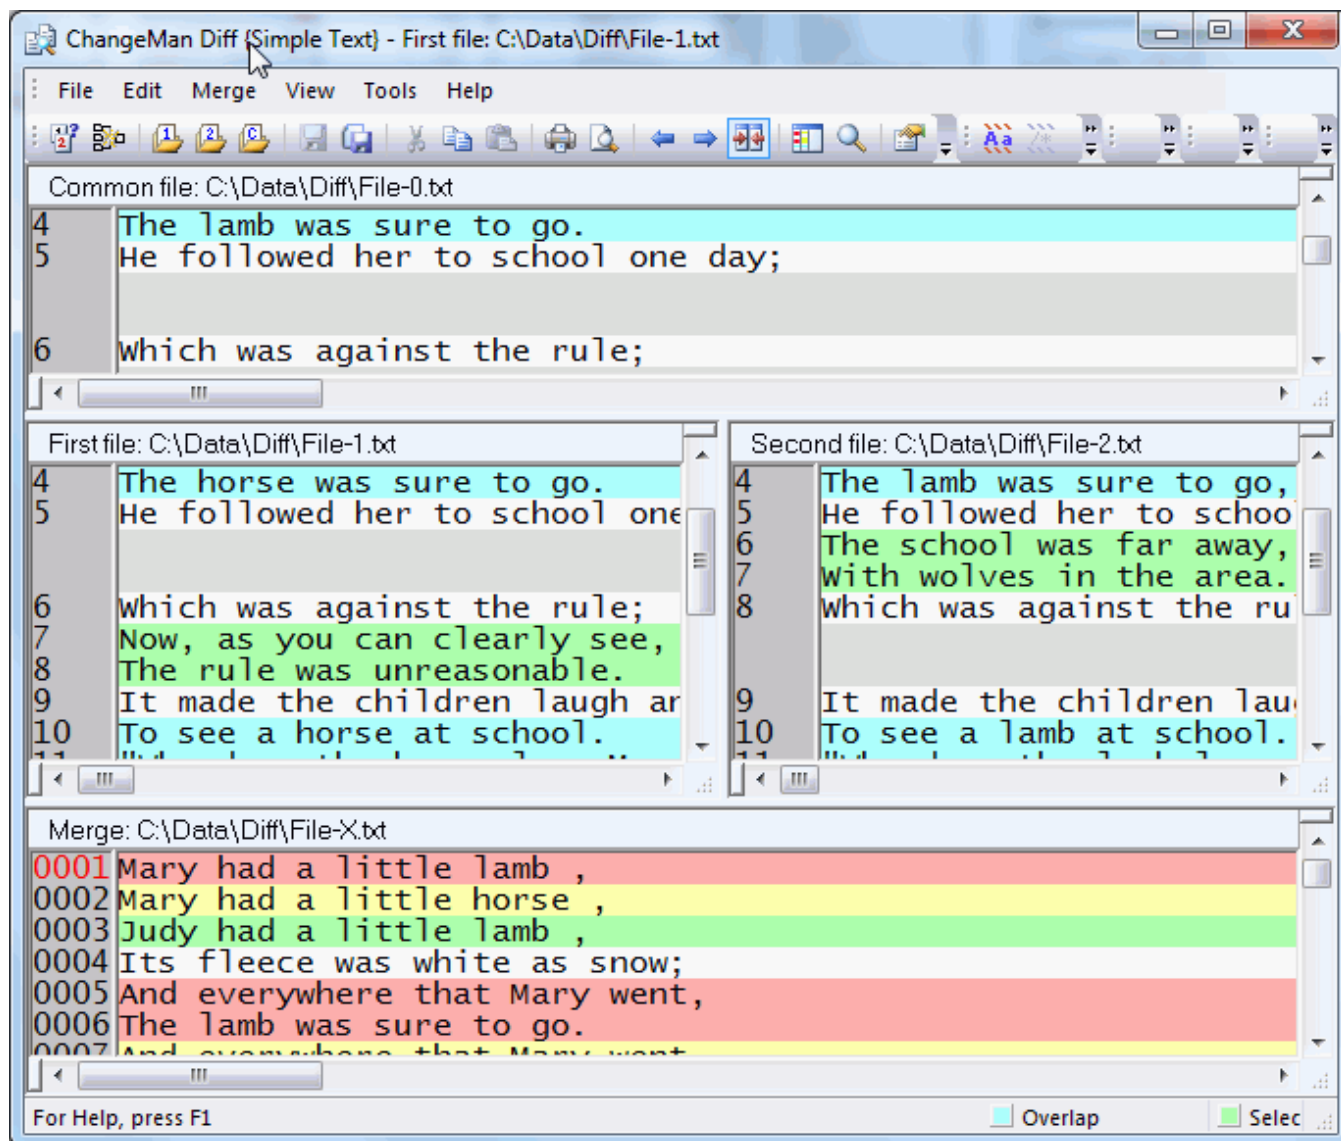 ChangeMan Diff {Simple Text} - First file: C:\Data\Diff\File-1.txt
File Edit Merge View Tools Help
Common file: C:\Data\Diff\File-0.txt
4 The lamb was sure to go.
5 He followed her to school one day;
6 Which was against the rule;
First file: C:\Data\Diff\File-1.txt
4 The horse was sure to go.
5 He followed her to school one
6 Which was against the rule;
7 Now, as you can clearly see,
8 The rule was unreasonable.
9 It made the children laugh an
10 To see a horse at school.
Second file: C:\Data\Diff\File-2.txt
4 The lamb was sure to go,
5 He followed her to schoo
6 The school was far away,
7 With wolves in the area.
8 Which was against the ru
9 It made the children lau
10 To see a lamb at school.
Merge: C:\Data\Diff\File-X.txt
0001 Mary had a little lamb ,
0002 Mary had a little horse ,
0003 Judy had a little lamb ,
0004 Its fleece was white as snow;
0005 And everywhere that Mary went,
0006 The lamb was sure to go.
0007 And everywhere that Mary went
For Help, press F1
Overlap
Selec